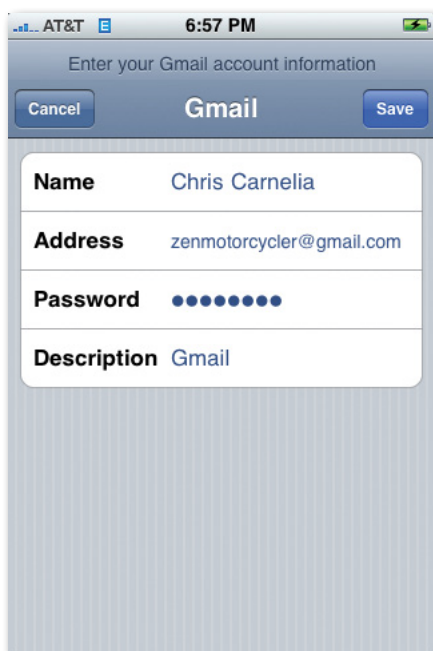 AT&T E 6:57 PM
Enter your Gmail account information
Cancel Gmail Save
Name Chris Carnelia
Address zenmotorcycler@gmail.com
Password ●●●●●●●●
Description Gmail